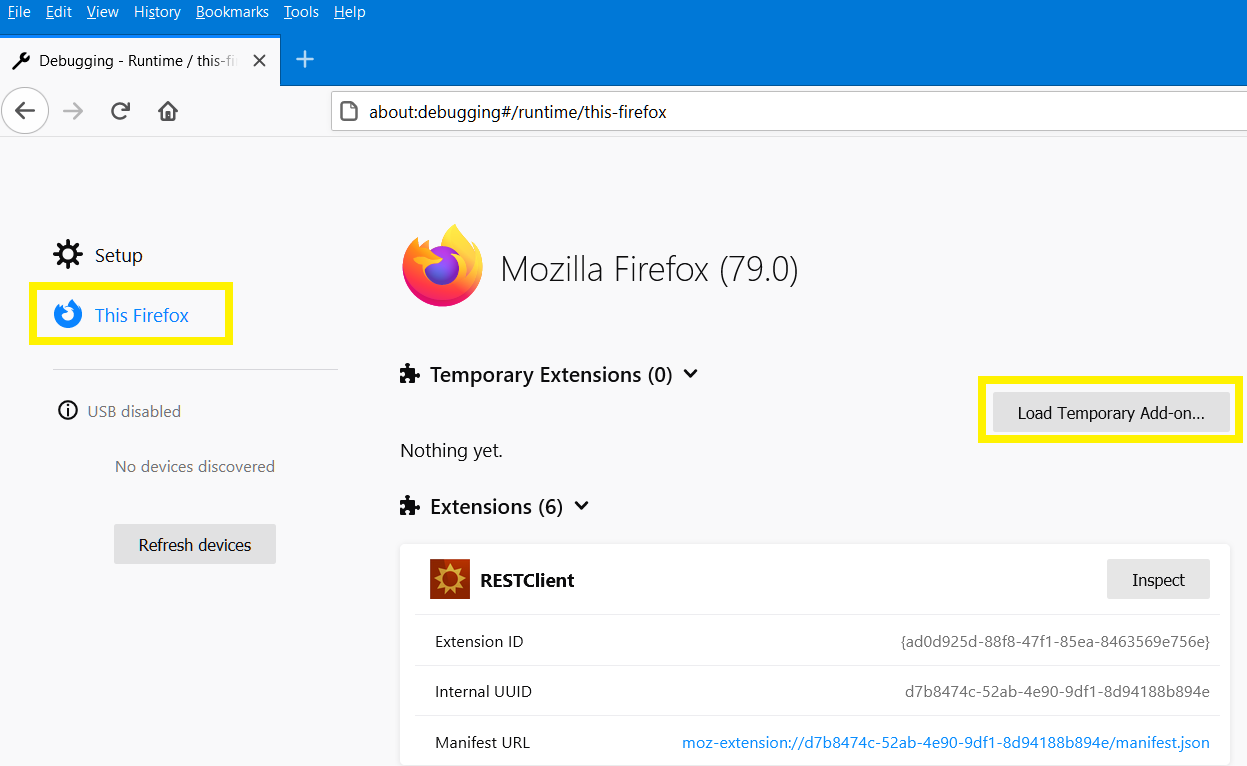 File Edit View History Bookmarks Tools Help
Debugging - Runtime / this-fi
about:debugging#/runtime/this-firefox
Setup
This Firefox
USB disabled
No devices discovered
Refresh devices
Mozilla Firefox (79.0)
Temporary Extensions (0)
Load Temporary Add-on...
Nothing yet.
Extensions (6)
RESTClient
Inspect
Extension ID {ad0d925d-88f8-47f1-85ea-8463569e756e}
Internal UUID d7b8474c-52ab-4e90-9df1-8d94188b894e
Manifest URL moz-extension://d7b8474c-52ab-4e90-9df1-8d94188b894e/manifest.json